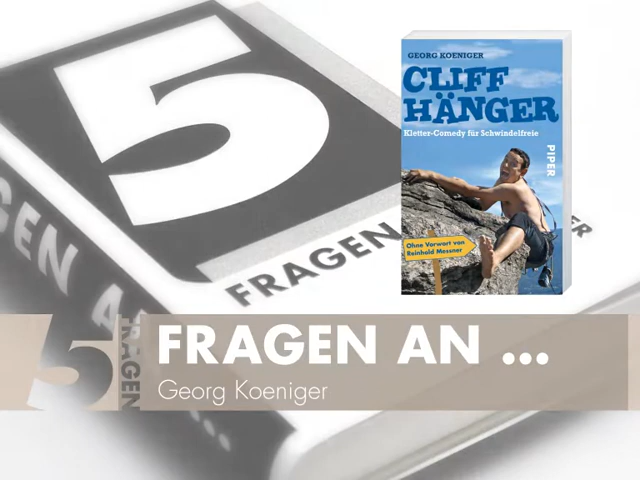 5
FRAGEN
GEN AN...
GEORG KOENIGER
CLIFF
HÄNGER
Kletter-Comedy für Schwindelfreie
PIPER
Ohne Vorwort von
Reinhold Messner
5
FRAGEN
FRAGEN AN ...
Georg Koeniger